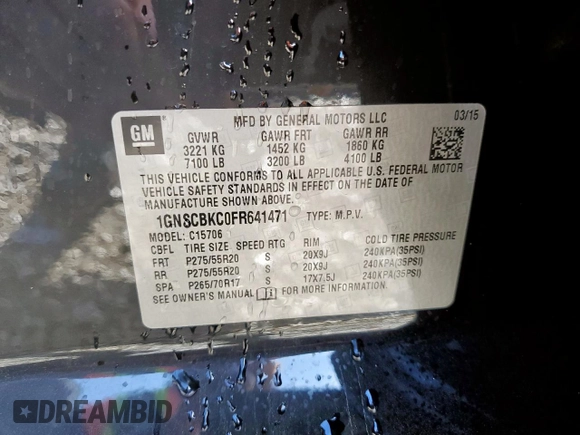 GM
MFD BY GENERAL MOTORS LLC 03/15
GVWR GAWR FRT GAWR RR
3221 KG 1452 KG 1860 KG
7100 LB 3200 LB 4100 LB
THIS VEHICLE CONFORMS TO ALL APPLICABLE U.S. FEDERAL MOTOR
VEHICLE SAFETY STANDARDS IN EFFECT ON THE DATE OF
MANUFACTURE SHOWN ABOVE.
1GNSCBKC0FR641471 TYPE: M.P.V.
MODEL: C15706
CBFL TIRE SIZE SPEED RTG RIM COLD TIRE PRESSURE
FRT P275/55R20 S 20X9J 240KPA(35PSI)
RR P275/55R20 S 20X9J 240KPA(35PSI)
SPA P265/70R17 S 17X7.5J 240KPA(35PSI)
SEE OWNER'S MANUAL FOR MORE INFORMATION.
DREAMBID